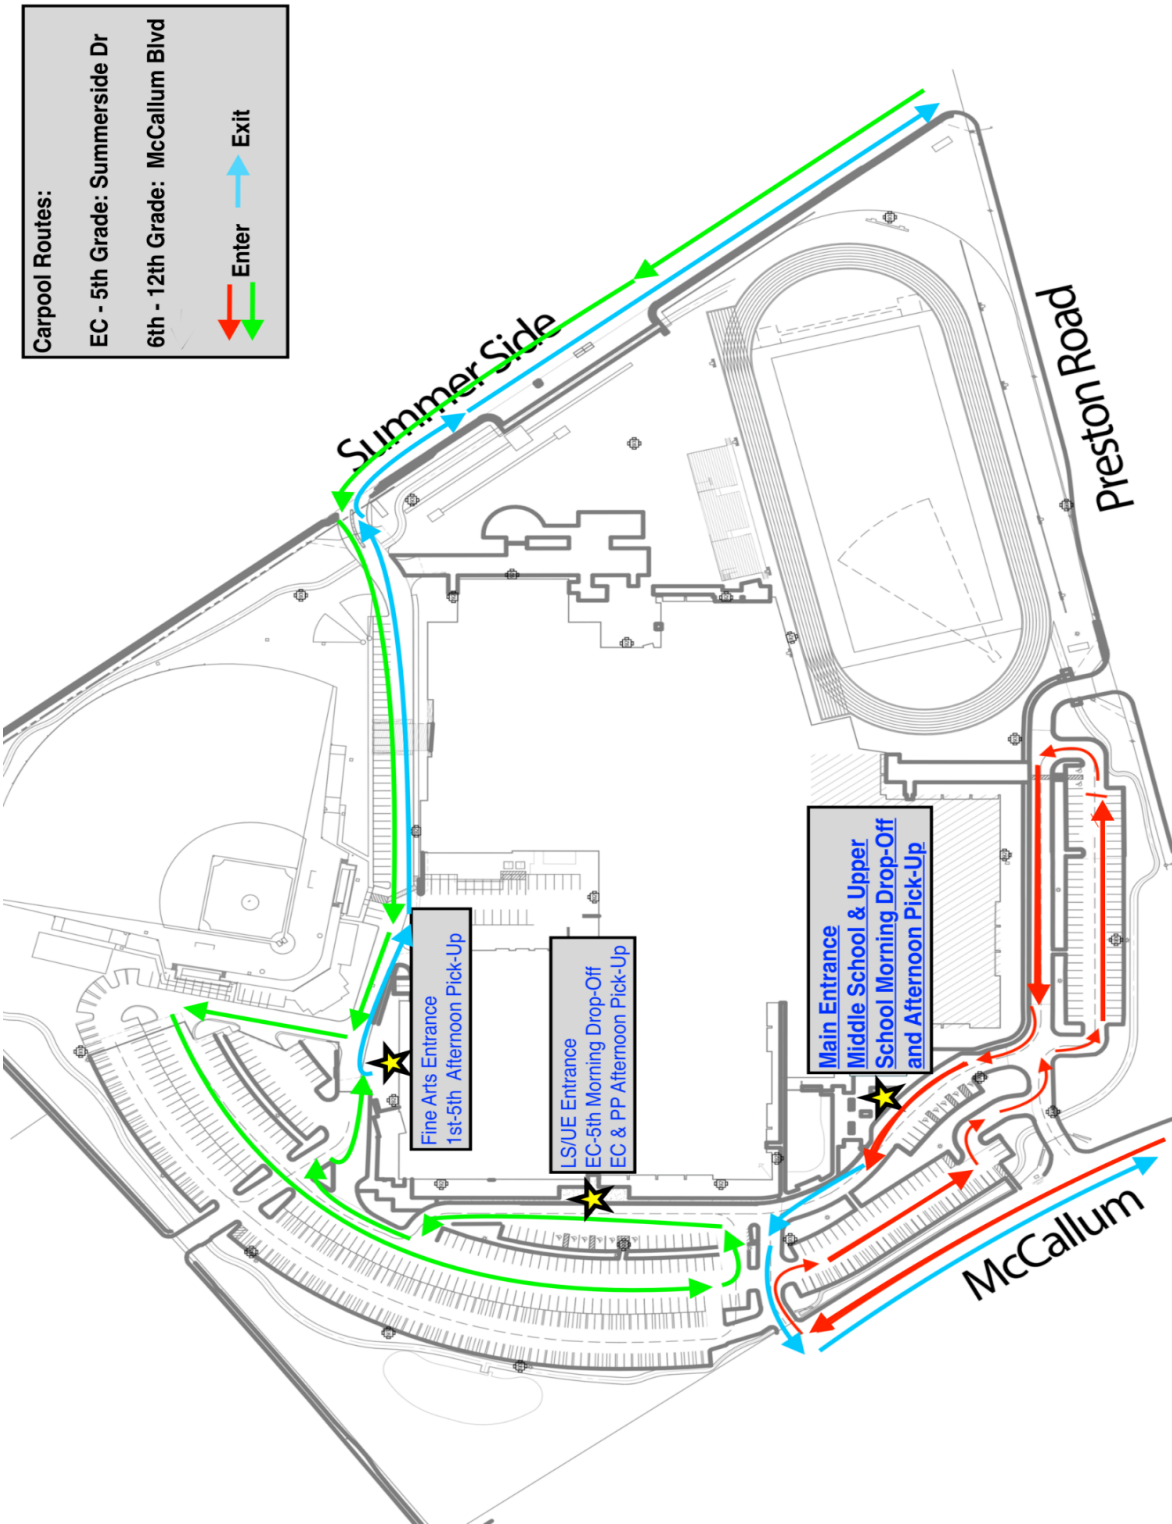 Carpool Routes:
EC - 5th Grade: Summerside Dr
6th - 12th Grade: McCallum Blvd
Enter
Exit
Summer Side
Preston Road
Fine Arts Entrance
1st-5th Afternoon Pick-Up
LS/UE Entrance
EC-5th Morning Drop-Off
EC & PP Afternoon Pick-Up
Main Entrance
Middle School & Upper
School Morning Drop-Off
and Afternoon Pick-Up
McCallum